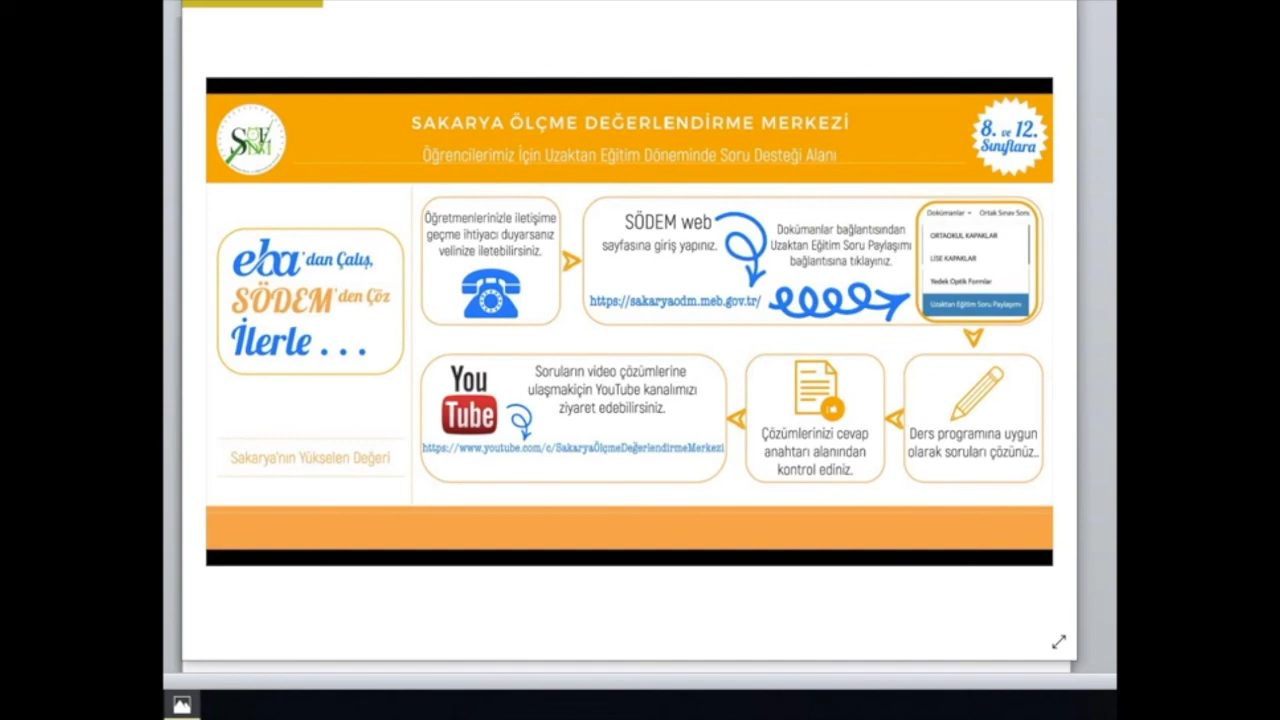 SAKARYA ÖLÇME DEĞERLENDİRME MERKEZİ
Öğrencilerimiz İçin Uzaktan Eğitim Döneminde Soru Desteği Alanı
8. ve 12.
Sınıflara
eba'dan Çalış,
SÖDEM'den Çöz
İlerle . . .
Sakarya'nın Yükselen Değeri
Öğretmenlerinizle iletişime
geçme ihtiyacı duyarsanız
velinize iletebilirsiniz.
SÖDEM web
sayfasına giriş yapınız.
https://sakaryaodm.meb.gov.tr/
Dokümanlar bağlantısından
Uzaktan Eğitim Soru Paylaşımı
bağlantısına tıklayınız.
Dokümanlar Ortak Sınav Soru
ORTAOKUL KAPAKLAR
LİSE KAPAKLAR
Yedek Optik Formlar
Uzaktan Eğitim Soru Paylaşımı
Ders programına uygun
olarak soruları çözünüz..
Çözümlerinizi cevap
anahtarı alanından
kontrol ediniz.
You
Tube
Soruların video çözümlerine
ulaşmakiçin YouTube kanalımızı
ziyaret edebilirsiniz.
https://www.youtube.com/c/SakaryaÖlçmeDeğerlendirmeMerkezi